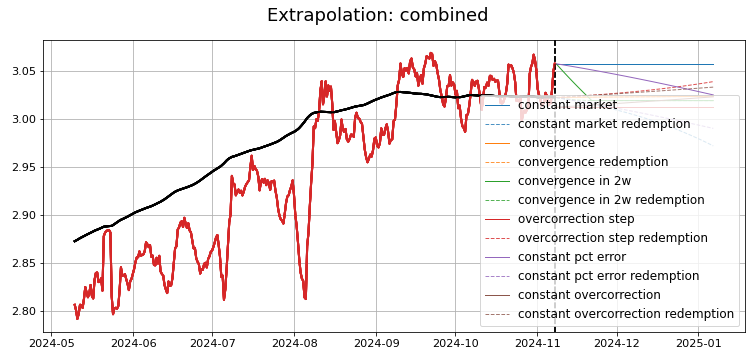 Extrapolation: combined
3.05
3.00
2.95
2.90
2.85
2.80
constant market
constant market redemption
convergence
convergence redemption
convergence in 2w
convergence in 2w redemption
overcorrection step
overcorrection step redemption
constant pct error
constant pct error redemption
constant overcorrection
constant overcorrection redemption
2024-05 2024-06 2024-07 2024-08 2024-09 2024-10 2024-11 2024-12 2025-01